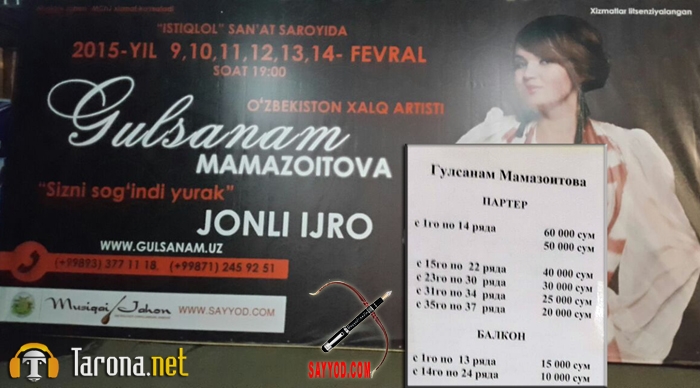 Xizmatlar litsenziyalangan
"ISTIQLOL" SAN'AT SAROYIDA
2015-YIL 9,10,11,12,13,14- FEVRAL
SOAT 19:00
O'ZBEKISTON XALQ ARTISTI
Gulsanam
MAMAZOITOVA
"Sizni sog'indi yurak"
JONLI IJRO
WWW.GULSANAM.UZ
(+99893) 377 11 18, (+99871) 245 92 51
Musiqai Jahon
WWW.SAYYOD.COM
Гулсанам Мамазоитова
ПАРТЕР
с 1го по 14 ряда 60 000 сум
50 000 сум
с 15го по 22 ряда 40 000 сум
с 23го по 30 ряда 30 000 сум
с 31го по 34 ряда 25 000 сум
с 35го по 37 ряда 20 000 сум
БАЛКОН
с 1го по 13 ряда 15 000 сум
с 14го по 24 ряда 10 000 сум
SAYYOD.COM
Tarona.net